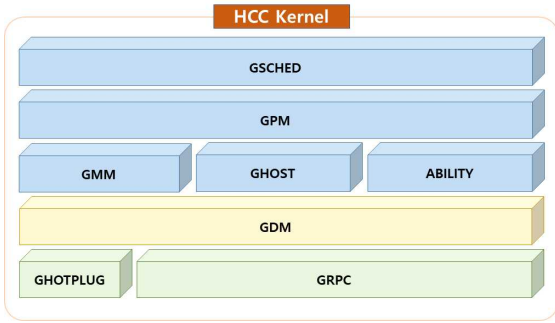 HCC Kernel
GSCHED
GPM
GMM GHOST ABILITY
GDM
GHOTPLUG GRPC